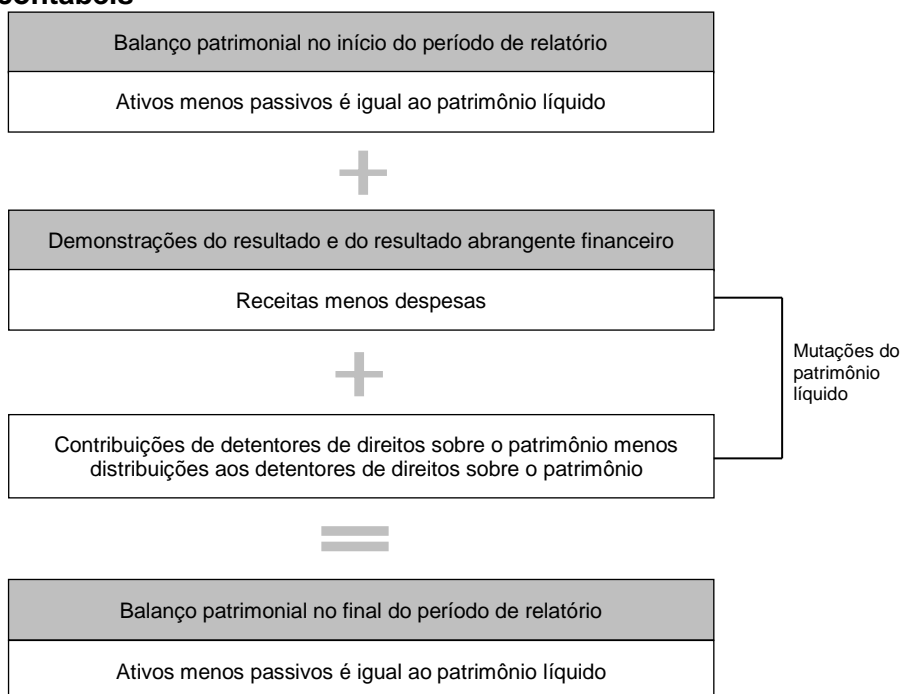 contábeis
Balanço patrimonial no início do período de relatório
Ativos menos passivos é igual ao patrimônio líquido
+
Demonstrações do resultado e do resultado abrangente financeiro
Receitas menos despesas
Mutações do
patrimônio
líquido
+
Contribuições de detentores de direitos sobre o patrimônio menos
distribuições aos detentores de direitos sobre o patrimônio
=
Balanço patrimonial no final do período de relatório
Ativos menos passivos é igual ao patrimônio líquido